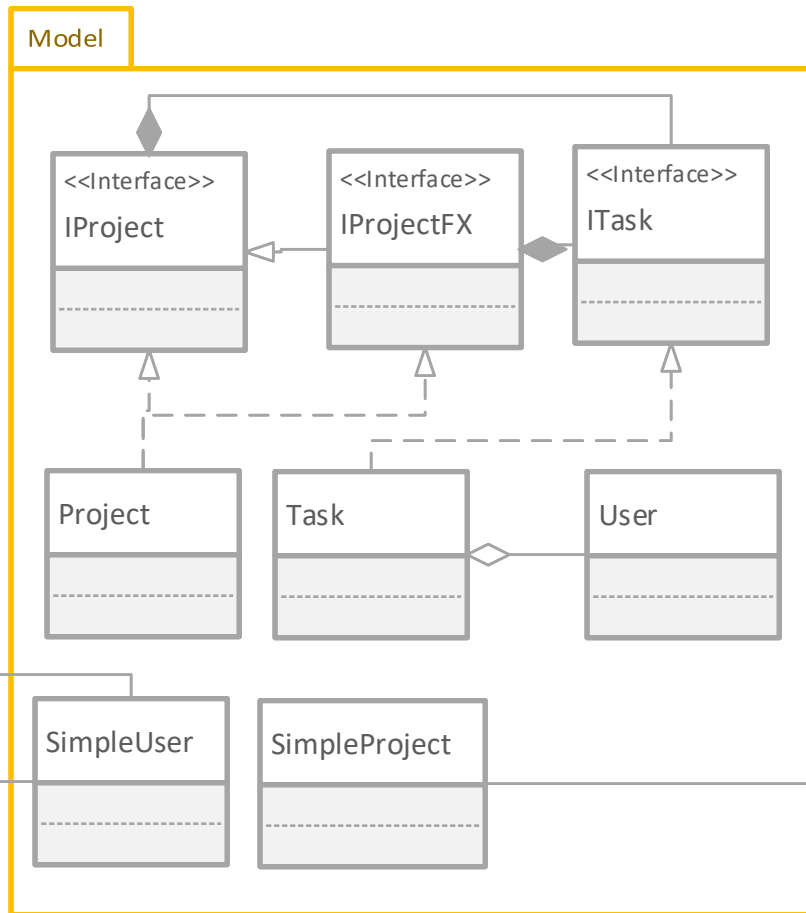 Model
<<Interface>>
IProject
<<Interface>>
IProjectFX
<<Interface>>
ITask
Project
Task
User
SimpleUser
SimpleProject